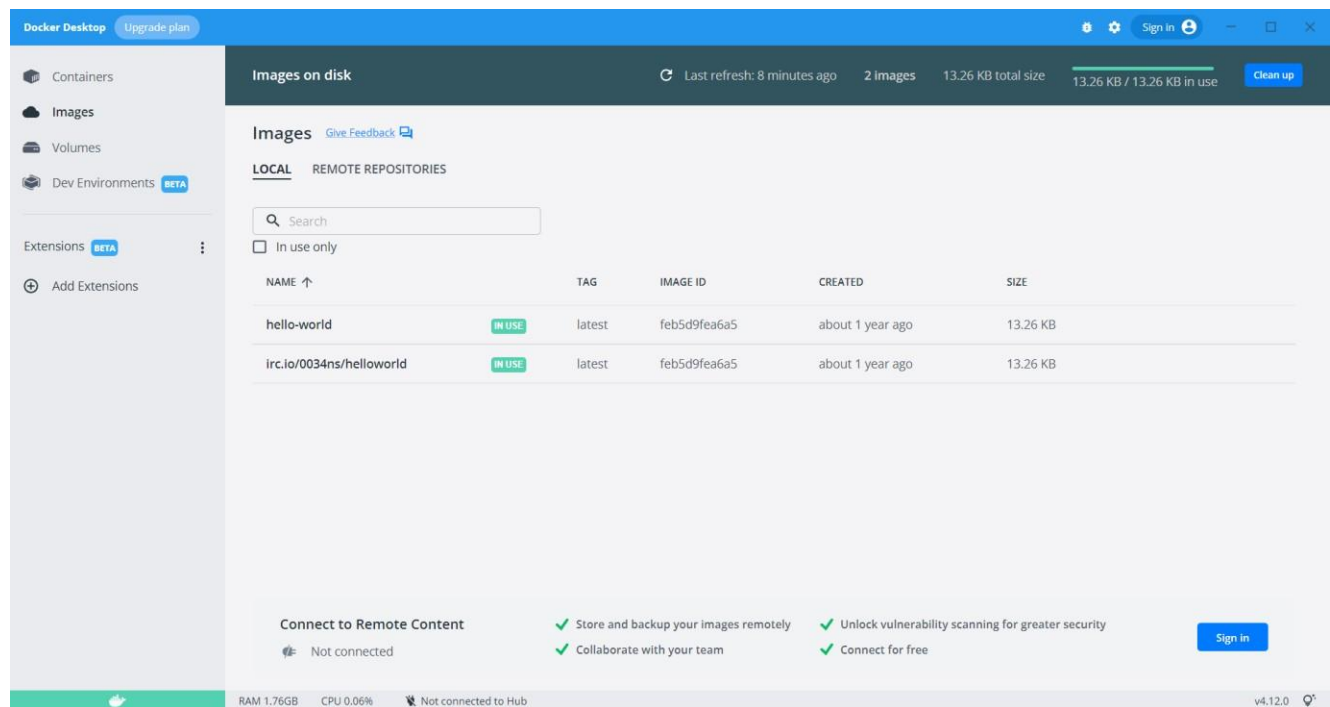 Docker Desktop Upgrade plan Sign in
Containers
Images
Volumes
Dev Environments BETA
Extensions BETA
Add Extensions
Images on disk Last refresh: 8 minutes ago 2 images 13.26 KB total size 13.26 KB / 13.26 KB in use Clean up
Images Give Feedback
LOCAL REMOTE REPOSITORIES
Search
In use only
NAME TAG IMAGE ID CREATED SIZE
hello-world IN USE latest feb5d9fea6a5 about 1 year ago 13.26 KB
irc.io/0034ns/helloworld IN USE latest feb5d9fea6a5 about 1 year ago 13.26 KB
Connect to Remote Content
Not connected
Store and backup your images remotely
Collaborate with your team
Unlock vulnerability scanning for greater security
Connect for free
Sign in
RAM 1.76GB CPU 0.06% Not connected to Hub v4.12.0